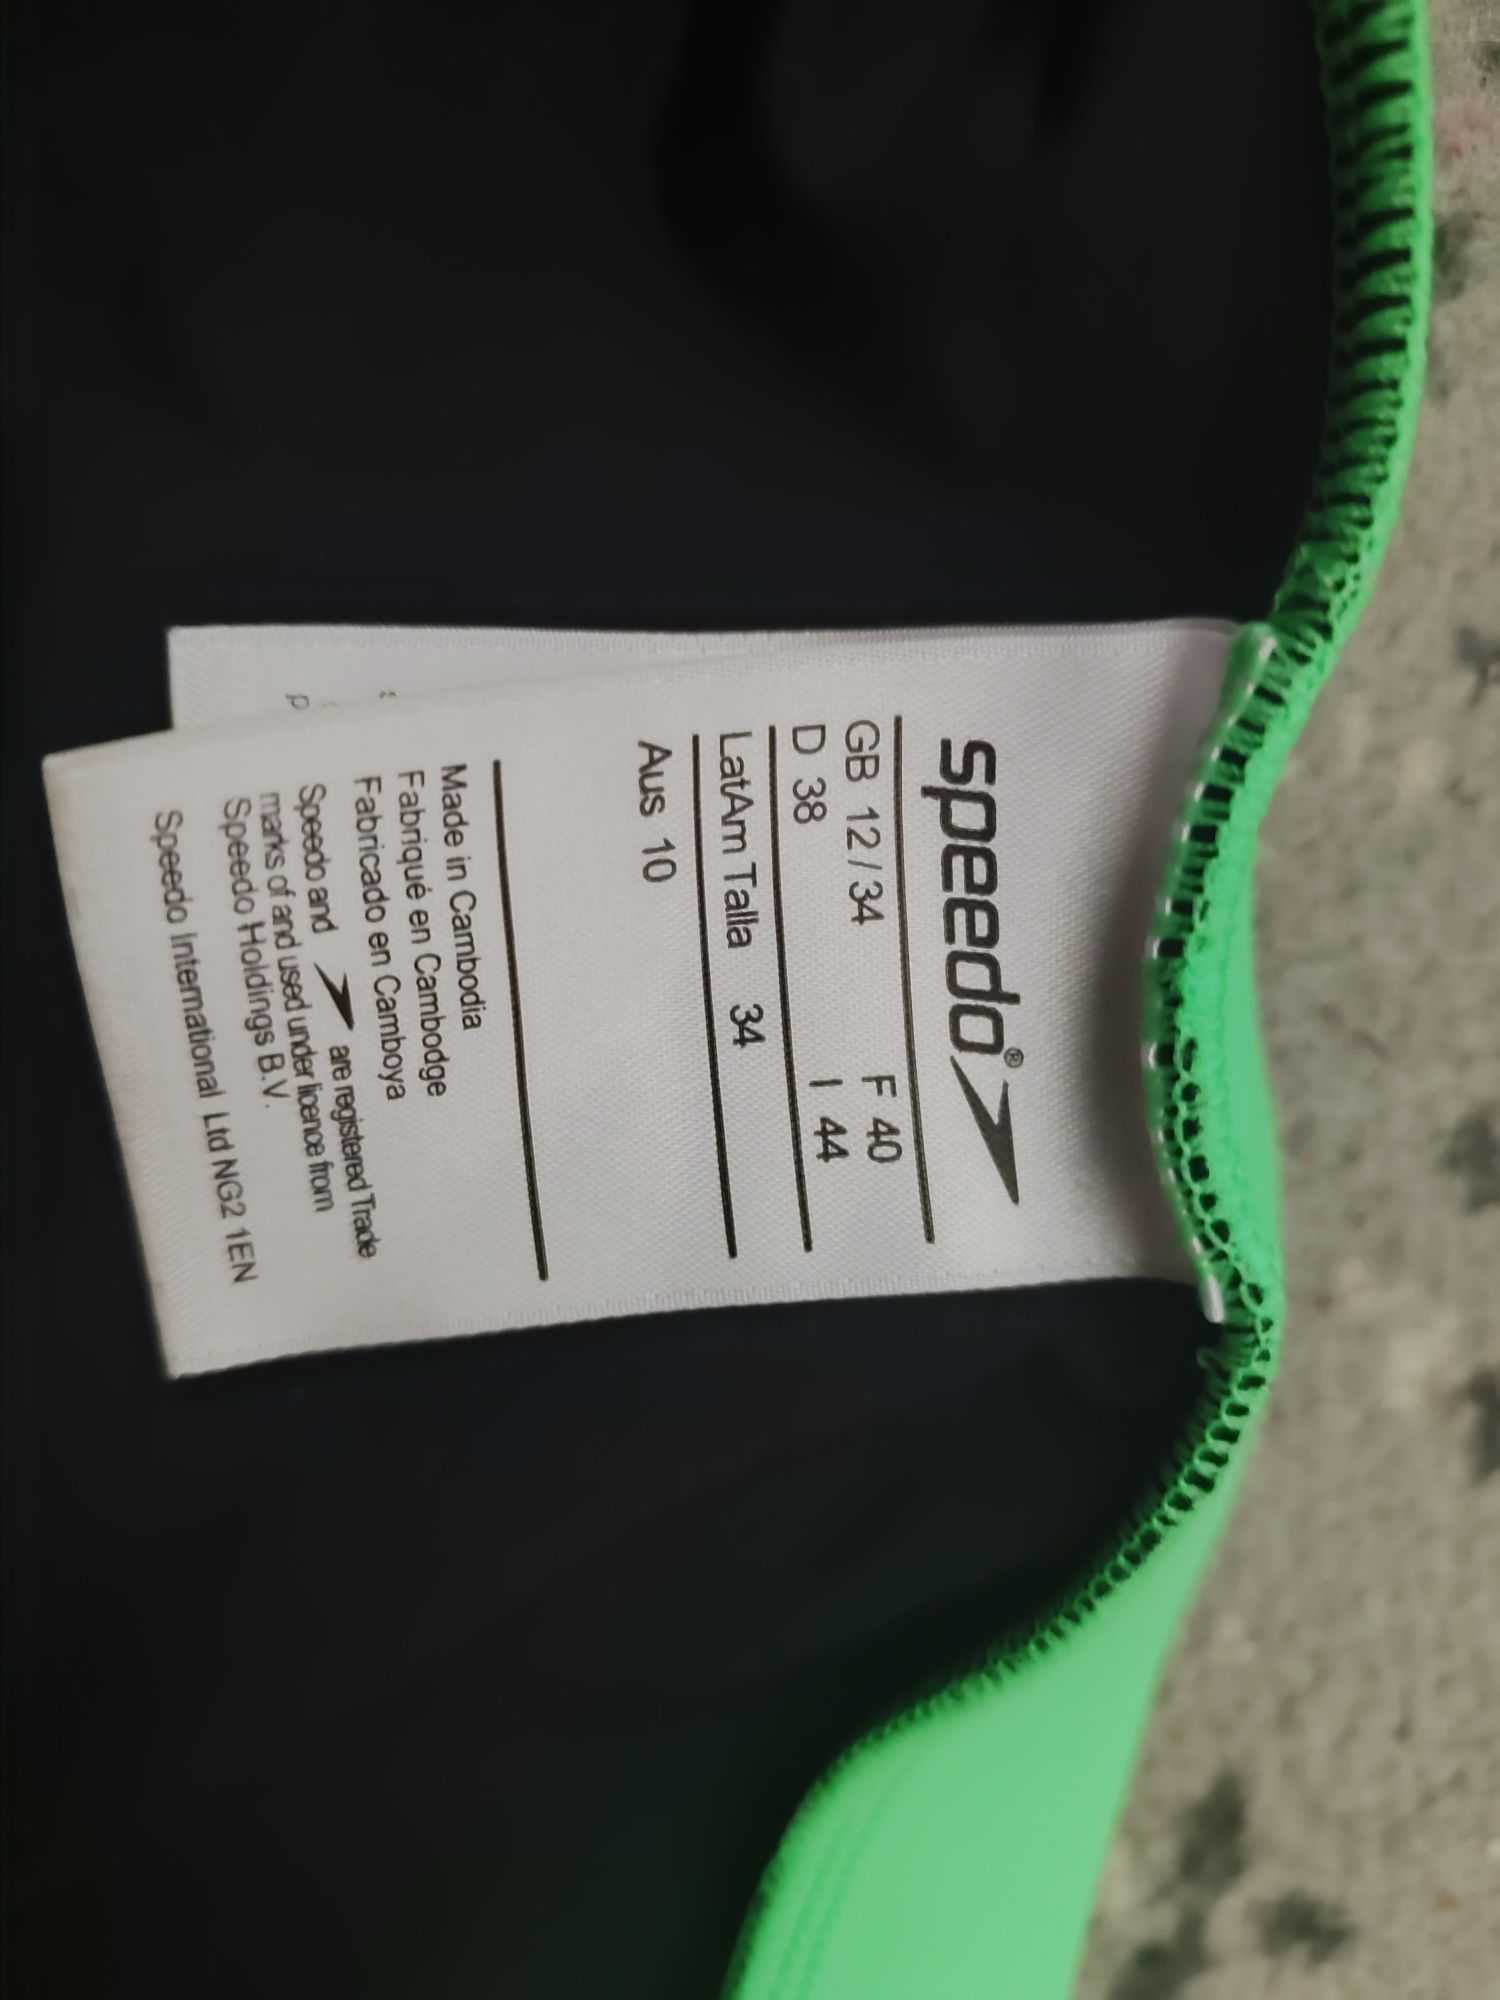 speedo®
GB 12/34 F 40
D 38 I 44
LatAm Talla 34
Aus 10
Made in Cambodia
Fabriqué en Cambodge
Fabricado en Camboya
Speedo and are registered Trade
marks of and used under licence from
Speedo Holdings B.V.
Speedo International Ltd NG2 1EN